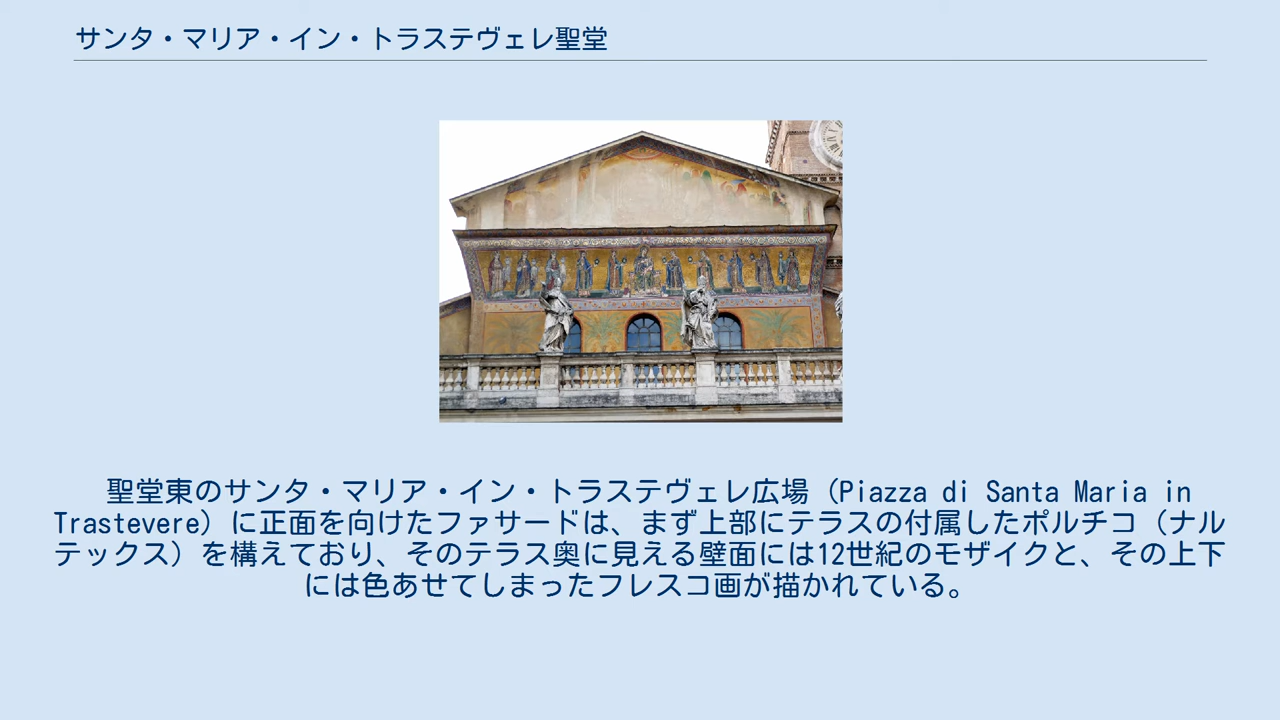 サンタ・マリア・イン・トラステヴェレ聖堂
聖堂東のサンタ・マリア・イン・トラステヴェレ広場（Piazza di Santa Maria in
Trastevere）に正面を向けたファサードは、まず上部にテラスの付属したポルチコ（ナル
テックス）を構えており、そのテラス奥に見える壁面には12世紀のモザイクと、その上下
には色あせてしまったフレスコ画が描かれている。